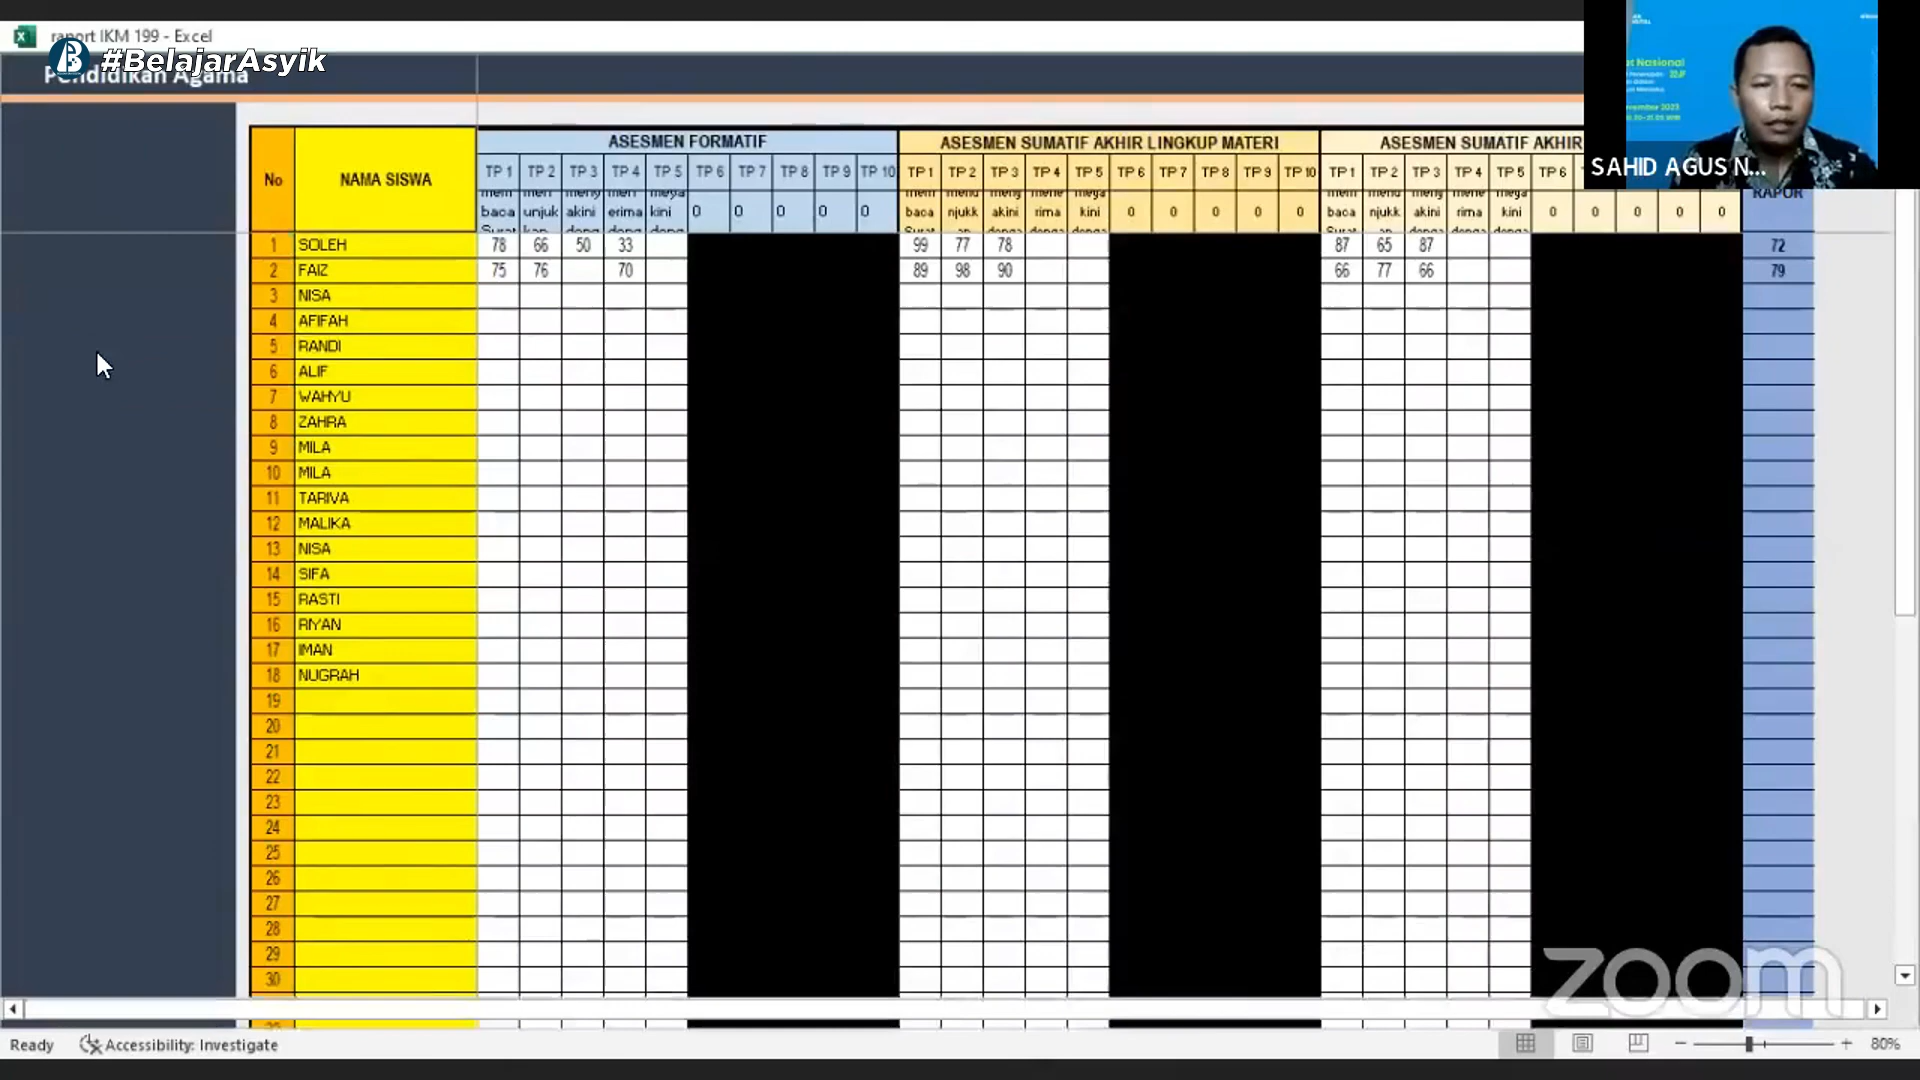 raport IKM 199 - Excel
#BelajarAsyik
Pendidikan Agama
at Nasional
SAHID AGUS N...
No NAMA SISWA ASESMEN FORMATIF ASESMEN SUMATIF AKHIR LINGKUP MATERI ASESMEN SUMATIF AKHIR
TP 1 TP 2 TP 3 TP 4 TP 5 TP 6 TP 7 TP 8 TP 9 TP 10 TP 1 TP 2 TP 3 TP 4 TP 5 TP 6 TP 7 TP 8 TP 9 TP 10 TP 1 TP 2 TP 3 TP 4 TP 5 TP 6
RAPOR
baca unjuk akini erima kini 0 0 0 0 0 baca njukk akini rima kini 0 0 0 0 0 baca njukk akini rima kini 0 0 0 0 0
1 SOLEH 78 66 50 33 99 77 78 87 65 87 72
2 FAIZ 75 76 70 89 98 90 66 77 66 79
3 NISA
4 AFIFAH
5 RANDI
6 ALIF
7 WAHYU
8 ZAHRA
9 MILA
10 MILA
11 TARIVA
12 MALIKA
13 NISA
14 SIFA
15 RASTI
16 RIYAN
17 IMAN
18 NUGRAH
19
20
21
22
23
24
25
26
27
28
29
30
zoom
Ready Accessibility: Investigate 80%